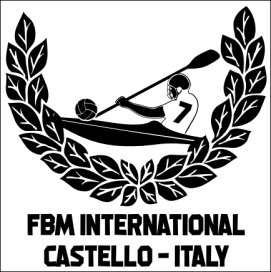 7
FBM INTERNATIONAL
CASTELLO - ITALY